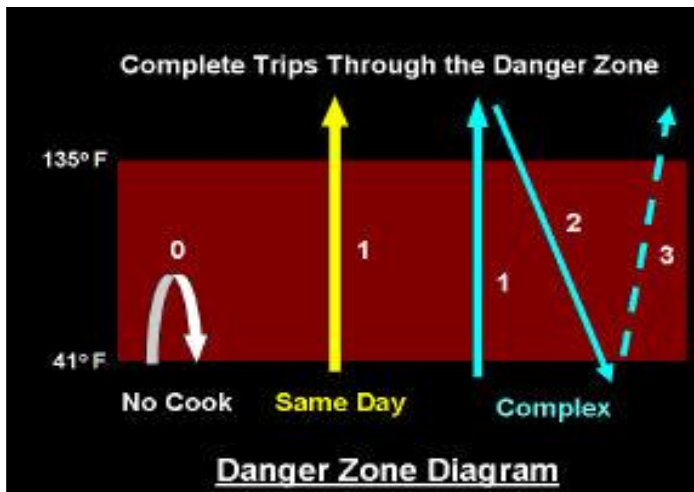 Complete Trips Through the Danger Zone
135° F
0
1
2
1
3
41° F
No Cook
Same Day
Complex
Danger Zone Diagram